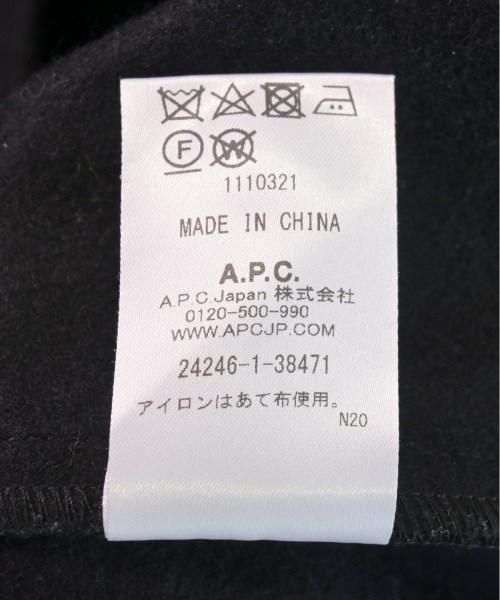 F W
1110321
MADE IN CHINA
A.P.C.
A.P.C.Japan 株式会社
0120-500-990
WWW.APCJP.COM
24246-1-38471
アイロンはあて布使用。
N20